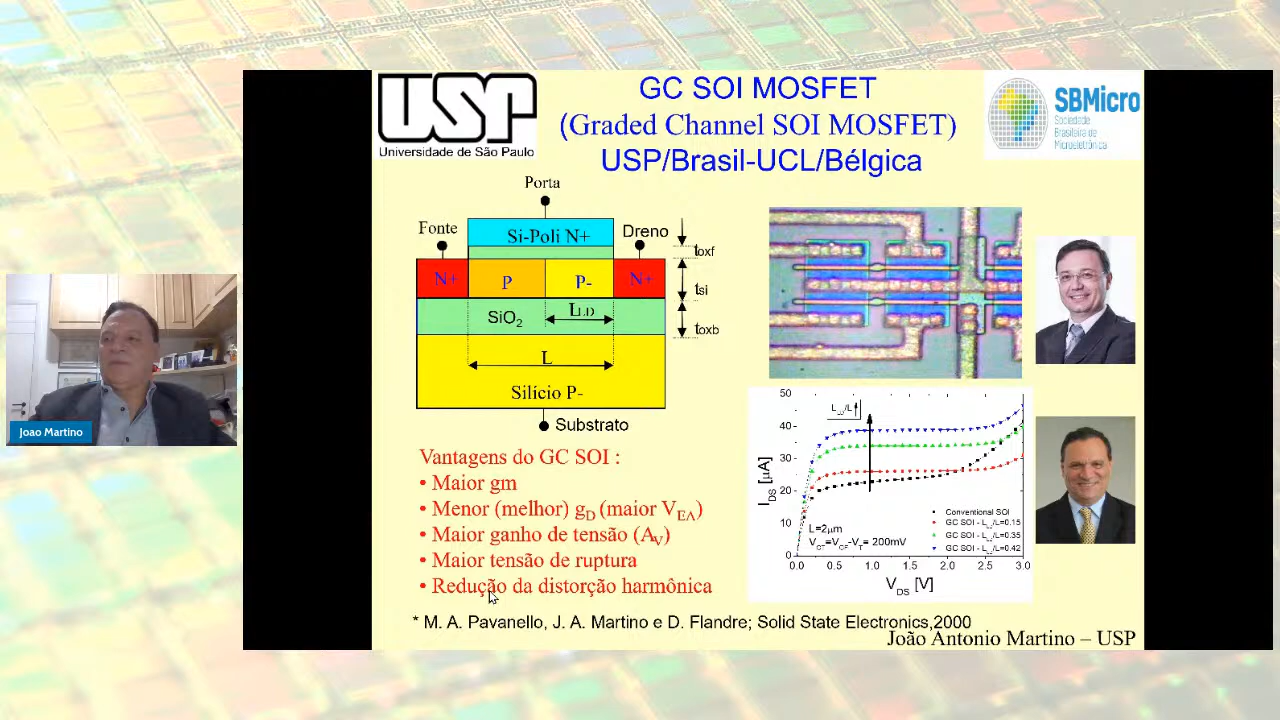 USP
Universidade de São Paulo
GC SOI MOSFET
(Graded Channel SOI MOSFET)
USP/Brasil-UCL/Bélgica
SBMicro
Sociedade
Brasileira de
Microeletrônica
Porta
Fonte
Si-Poli N+
Dreno
toxf
N+
P
P-
N+
tsi
SiO2
LLD
toxb
L
Silício P-
Substrato
Joao Martino
Vantagens do GC SOI :
• Maior gm
• Menor (melhor) gD (maior VEA)
• Maior ganho de tensão (AV)
• Maior tensão de ruptura
• Redução da distorção harmônica
50
40
30
20
10
0
IDS [μA]
LLD/L
L=2μm
VGT=VGF-VT= 200mV
Conventional SOI
GC SOI - LLD/L=0.15
GC SOI - LLD/L=0.35
GC SOI - LLD/L=0.42
0.0 0.5 1.0 1.5 2.0 2.5 3.0
VDS [V]
* M. A. Pavanello, J. A. Martino e D. Flandre; Solid State Electronics,2000
João Antonio Martino – USP